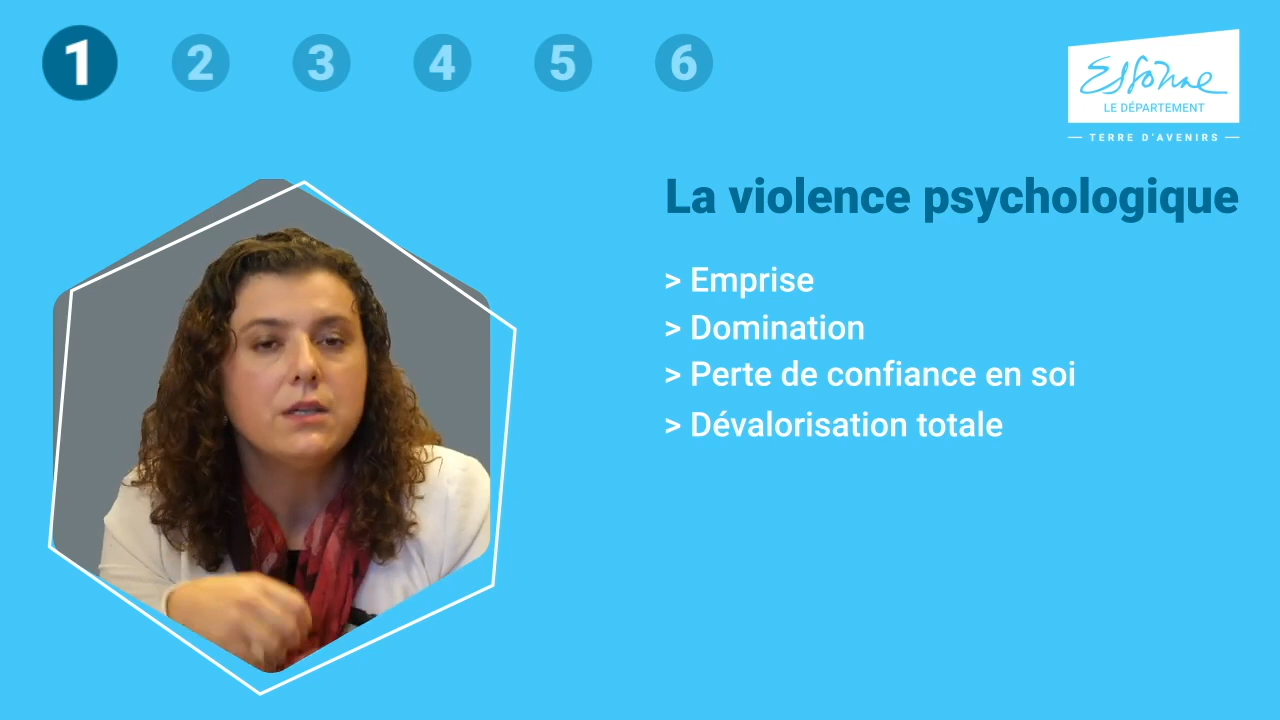 1 2 3 4 5 6
Essonne
LE DÉPARTEMENT
TERRE D'AVENIRS
La violence psychologique
> Emprise
> Domination
> Perte de confiance en soi
> Dévalorisation totale